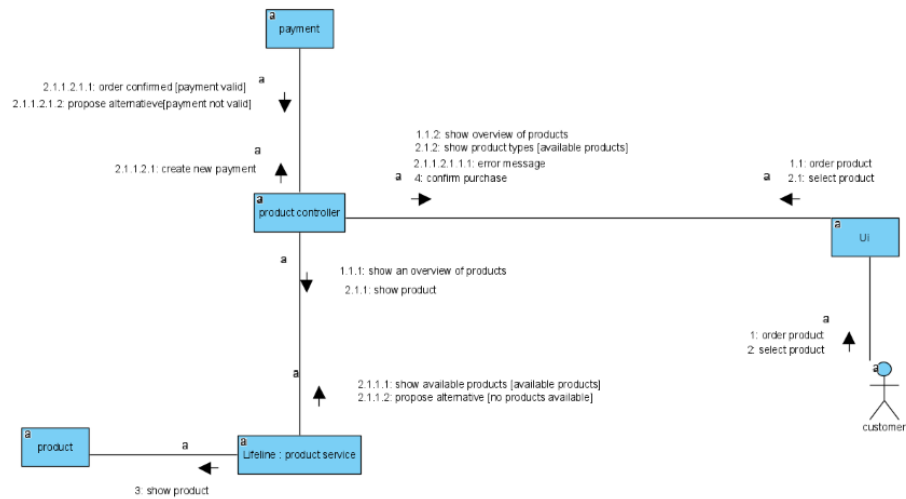 a
payment
a
2.1.1.2.1.1: order confirmed [payment valid]
2.1.1.2.1.2: propose alternatieve[payment not valid]
a
2.1.1.2.1: create new payment
1.1.2: show overview of products
2.1.2: show product types [available products]
2.1.1.2.1.1.1: error message
4: confirm purchase
a
1.1: order product
2.1: select product
a
a
product controller
a
Ui
a
1.1.1: show an overview of products
2.1.1: show product
a
1: order product
2: select product
a
2.1.1.1: show available products [available products]
2.1.1.2: propose alternative [no products available]
a
customer
a
product
a
a
Lifeline : product service
3: show product